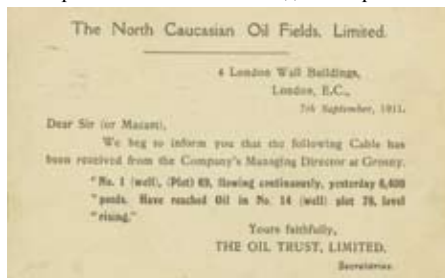 The North Caucasian Oil Fields, Limited.
4 London Wall Buildings,
London, E.C.,
7th September, 1911.
Dear Sir (or Madam),
We beg to inform you that the following Cable has
been received from the Company's Managing Director at Grosny.
"No. 1 (well), (Plot) 69, flowing continuously, yesterday 6,400
"poods. Have reached Oil in No. 14 (well) plot 76, level
"rising."
Yours faithfully,
THE OIL TRUST, LIMITED,
Secretaries.